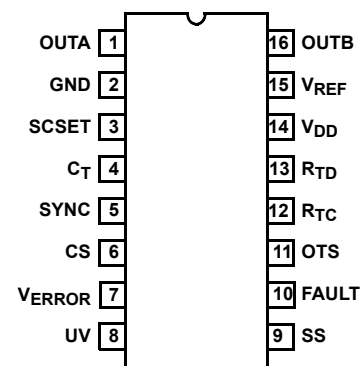 OUTA 1 16 OUTB
GND 2 15 VREF
SCSET 3 14 VDD
CT 4 13 RTD
SYNC 5 12 RTC
CS 6 11 OTS
VERROR 7 10 FAULT
UV 8 9 SS